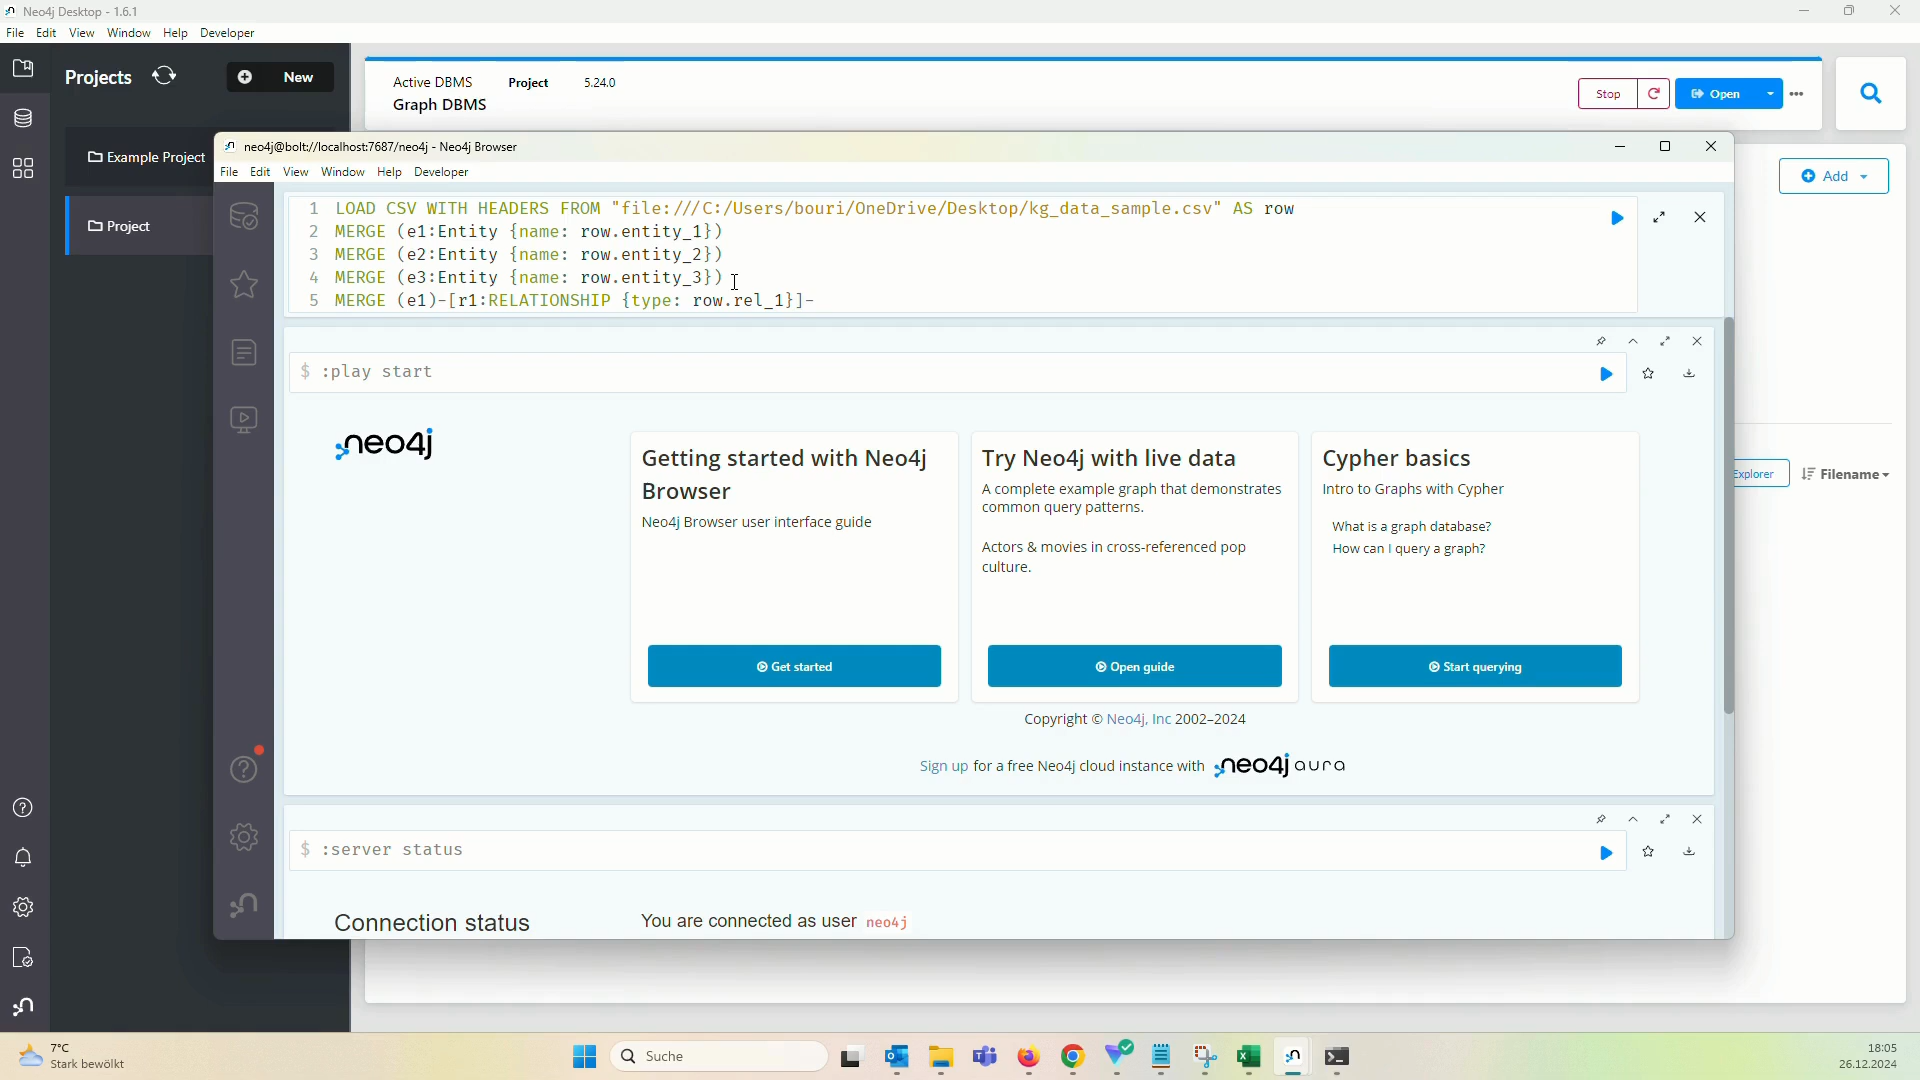 Neo4j Desktop - 1.6.1
File Edit View Window Help Developer
Projects
New
Example Project
Project
Active DBMS Project 5.24.0
Graph DBMS
Stop
Open
Add
Explorer
Filename
neo4j@bolt://localhost:7687/neo4j - Neo4j Browser
File Edit View Window Help Developer
1 LOAD CSV WITH HEADERS FROM "file:///C:/Users/bouri/OneDrive/Desktop/kg_data_sample.csv" AS row
2 MERGE (e1:Entity {name: row.entity_1})
3 MERGE (e2:Entity {name: row.entity_2})
4 MERGE (e3:Entity {name: row.entity_3})
5 MERGE (e1)-[r1:RELATIONSHIP {type: row.rel_1}]-
$ :play start
neo4j
Getting started with Neo4j
Browser
Neo4j Browser user interface guide
Get started
Try Neo4j with live data
A complete example graph that demonstrates
common query patterns.
Actors & movies in cross-referenced pop
culture.
Open guide
Cypher basics
Intro to Graphs with Cypher
What is a graph database?
How can I query a graph?
Start querying
Copyright © Neo4j, Inc 2002–2024
Sign up for a free Neo4j cloud instance with neo4j aura
$ :server status
Connection status
You are connected as user neo4j
7°C
Stark bewölkt
Suche
18:05
26.12.2024